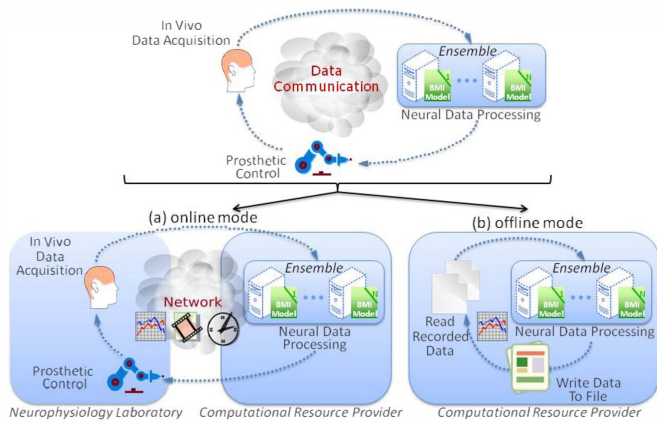 In Vivo
Data Acquisition
Ensemble
Data
Communication
1
N
BMI
Model
BMI
Model
Neural Data Processing
Prosthetic
Control
(a) online mode
(b) offline mode
In Vivo
Data
Acquisition
Ensemble
Network
1
N
BMI
Model
BMI
Model
Neural Data
Processing
Prosthetic
Control
Neurophysiology Laboratory
Computational Resource Provider
Ensemble
1
N
BMI
Model
BMI
Model
Read
Recorded
Data
Neural Data Processing
Write Data
To File
Computational Resource Provider